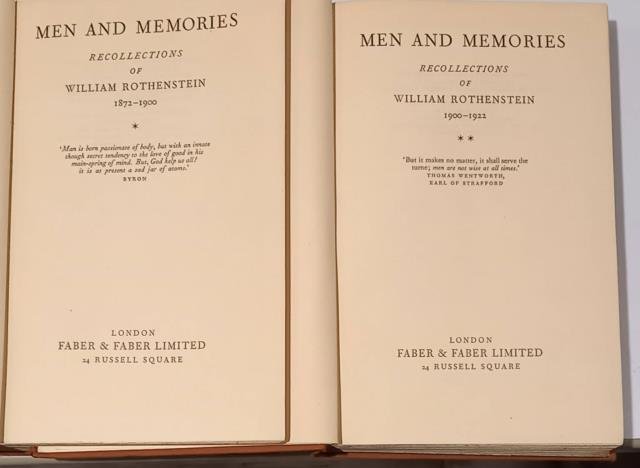 MEN AND MEMORIES
RECOLLECTIONS
OF
WILLIAM ROTHENSTEIN
1872–1900
*
‘Man is born passionate of body, but with an innate
though secret tendency to the love of good in his
main-spring of mind. But, God help us all!
it is at present a sad jar of atoms.’
BYRON
LONDON
FABER & FABER LIMITED
24 RUSSELL SQUARE
MEN AND MEMORIES
RECOLLECTIONS
OF
WILLIAM ROTHENSTEIN
1900–1922
* *
‘But it makes no matter, it shall serve the
turne; men are not wise at all times.’
THOMAS WENTWORTH,
EARL OF STRAFFORD
LONDON
FABER & FABER LIMITED
24 RUSSELL SQUARE